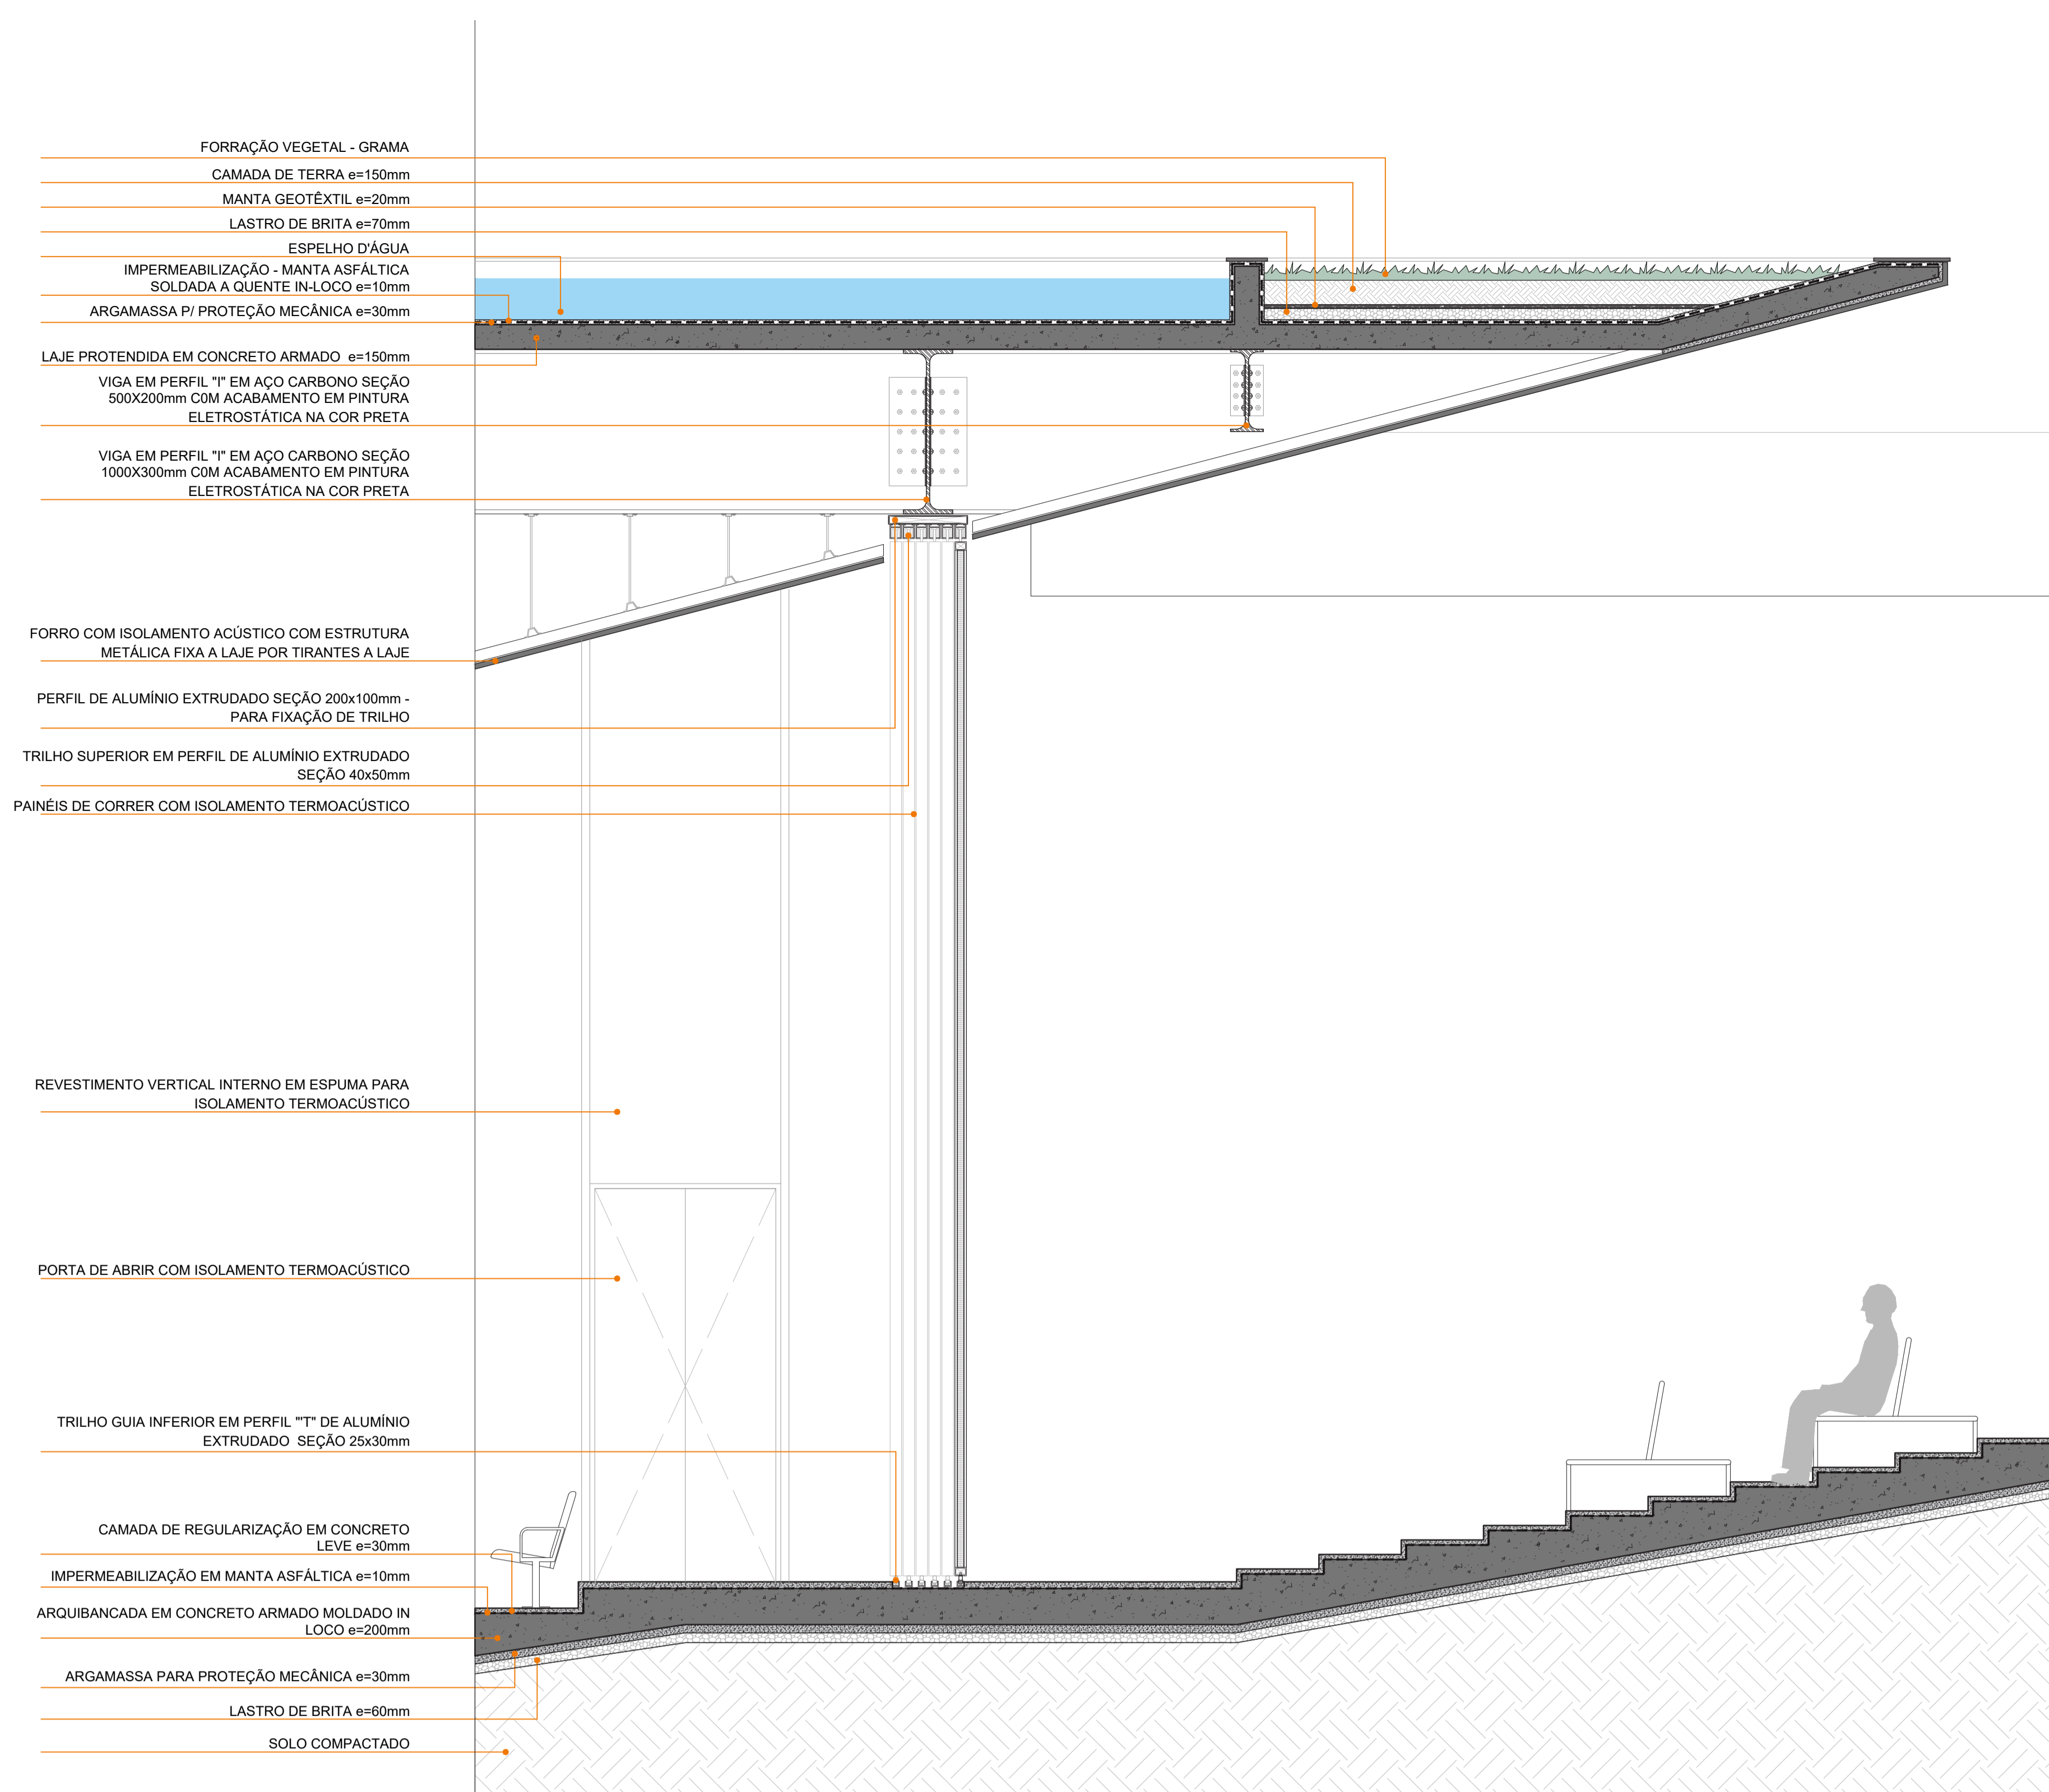 FORRAÇÃO VEGETAL - GRAMA
CAMADA DE TERRA e=150mm
MANTA GEOTÊXTIL e=20mm
LASTRO DE BRITA e=70mm
ESPELHO D'ÁGUA
IMPERMEABILIZAÇÃO - MANTA ASFÁLTICA
SOLDADA A QUENTE IN-LOCO e=10mm
ARGAMASSA P/ PROTEÇÃO MECÂNICA e=30mm
LAJE PROTENDIDA EM CONCRETO ARMADO e=150mm
VIGA EM PERFIL "I" EM AÇO CARBONO SEÇÃO
500X200mm C0M ACABAMENTO EM PINTURA
ELETROSTÁTICA NA COR PRETA
VIGA EM PERFIL "I" EM AÇO CARBONO SEÇÃO
1000X300mm C0M ACABAMENTO EM PINTURA
ELETROSTÁTICA NA COR PRETA
FORRO COM ISOLAMENTO ACÚSTICO COM ESTRUTURA
METÁLICA FIXA A LAJE POR TIRANTES A LAJE
PERFIL DE ALUMÍNIO EXTRUDADO SEÇÃO 200x100mm -
PARA FIXAÇÃO DE TRILHO
TRILHO SUPERIOR EM PERFIL DE ALUMÍNIO EXTRUDADO
SEÇÃO 40x50mm
PAINÉIS DE CORRER COM ISOLAMENTO TERMOACÚSTICO
REVESTIMENTO VERTICAL INTERNO EM ESPUMA PARA
ISOLAMENTO TERMOACÚSTICO
PORTA DE ABRIR COM ISOLAMENTO TERMOACÚSTICO
TRILHO GUIA INFERIOR EM PERFIL "'T" DE ALUMÍNIO
EXTRUDADO SEÇÃO 25x30mm
CAMADA DE REGULARIZAÇÃO EM CONCRETO
LEVE e=30mm
IMPERMEABILIZAÇÃO EM MANTA ASFÁLTICA e=10mm
ARQUIBANCADA EM CONCRETO ARMADO MOLDADO IN
LOCO e=200mm
ARGAMASSA PARA PROTEÇÃO MECÂNICA e=30mm
LASTRO DE BRITA e=60mm
SOLO COMPACTADO